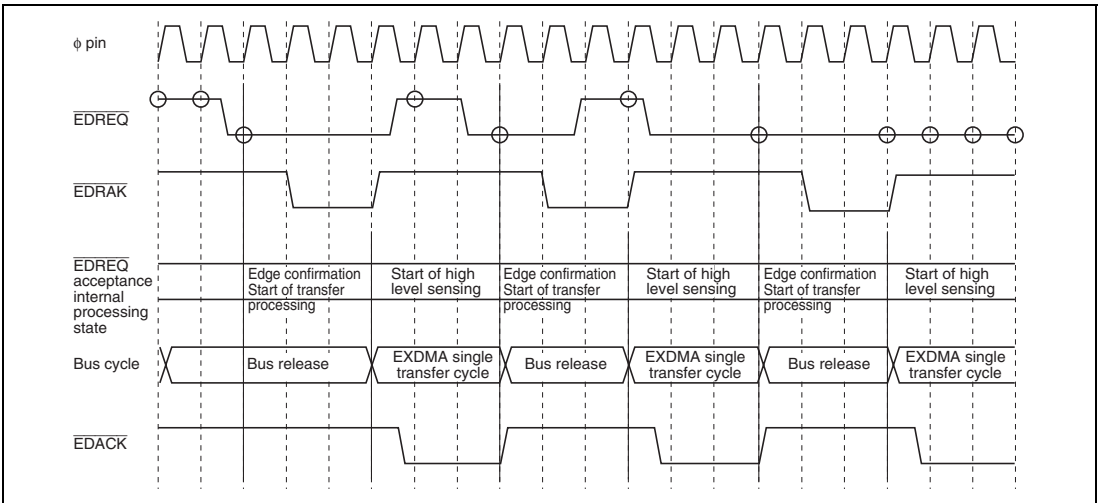 φ pin
EDREQ
EDRAK
EDREQ
acceptance
internal
processing
state
Edge confirmation
Start of transfer
processing
Start of high
level sensing
Edge confirmation
Start of transfer
processing
Start of high
level sensing
Edge confirmation
Start of transfer
processing
Start of high
level sensing
Bus cycle
Bus release
EXDMA single
transfer cycle
Bus release
EXDMA single
transfer cycle
Bus release
EXDMA single
transfer cycle
EDACK